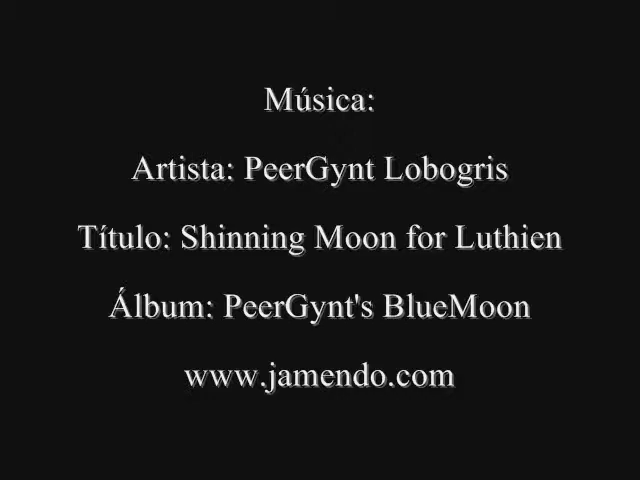 Música:
Artista: PeerGynt Lobogris
Título: Shinning Moon for Luthien
Álbum: PeerGynt's BlueMoon
www.jamendo.com